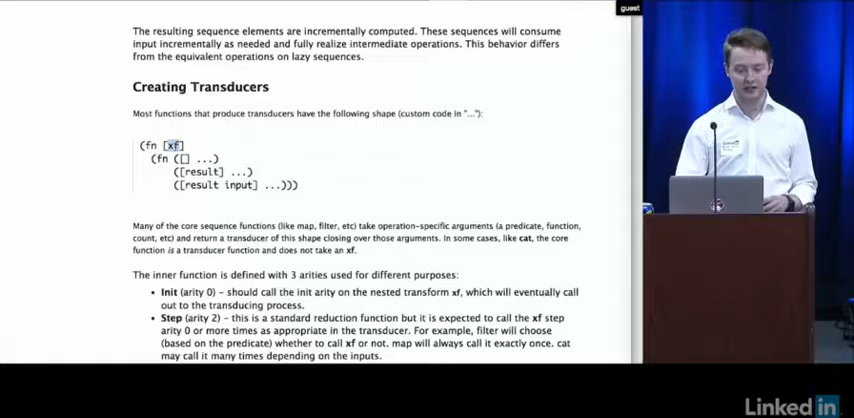 guest
The resulting sequence elements are incrementally computed. These sequences will consume
input incrementally as needed and fully realize intermediate operations. This behavior differs
from the equivalent operations on lazy sequences.
Creating Transducers
Most functions that produce transducers have the following shape (custom code in "..."):
(fn [xf]
(fn ([] ...)
([result] ...)
([result input] ...)))
Many of the core sequence functions (like map, filter, etc) take operation-specific arguments (a predicate, function,
count, etc) and return a transducer of this shape closing over those arguments. In some cases, like cat, the core
function is a transducer function and does not take an xf.
The inner function is defined with 3 arities used for different purposes:
• Init (arity 0) - should call the init arity on the nested transform xf, which will eventually call
out to the transducing process.
• Step (arity 2) - this is a standard reduction function but it is expected to call the xf step
arity 0 or more times as appropriate in the transducer. For example, filter will choose
(based on the predicate) whether to call xf or not. map will always call it exactly once. cat
may call it many times depending on the inputs.
LinkedIn